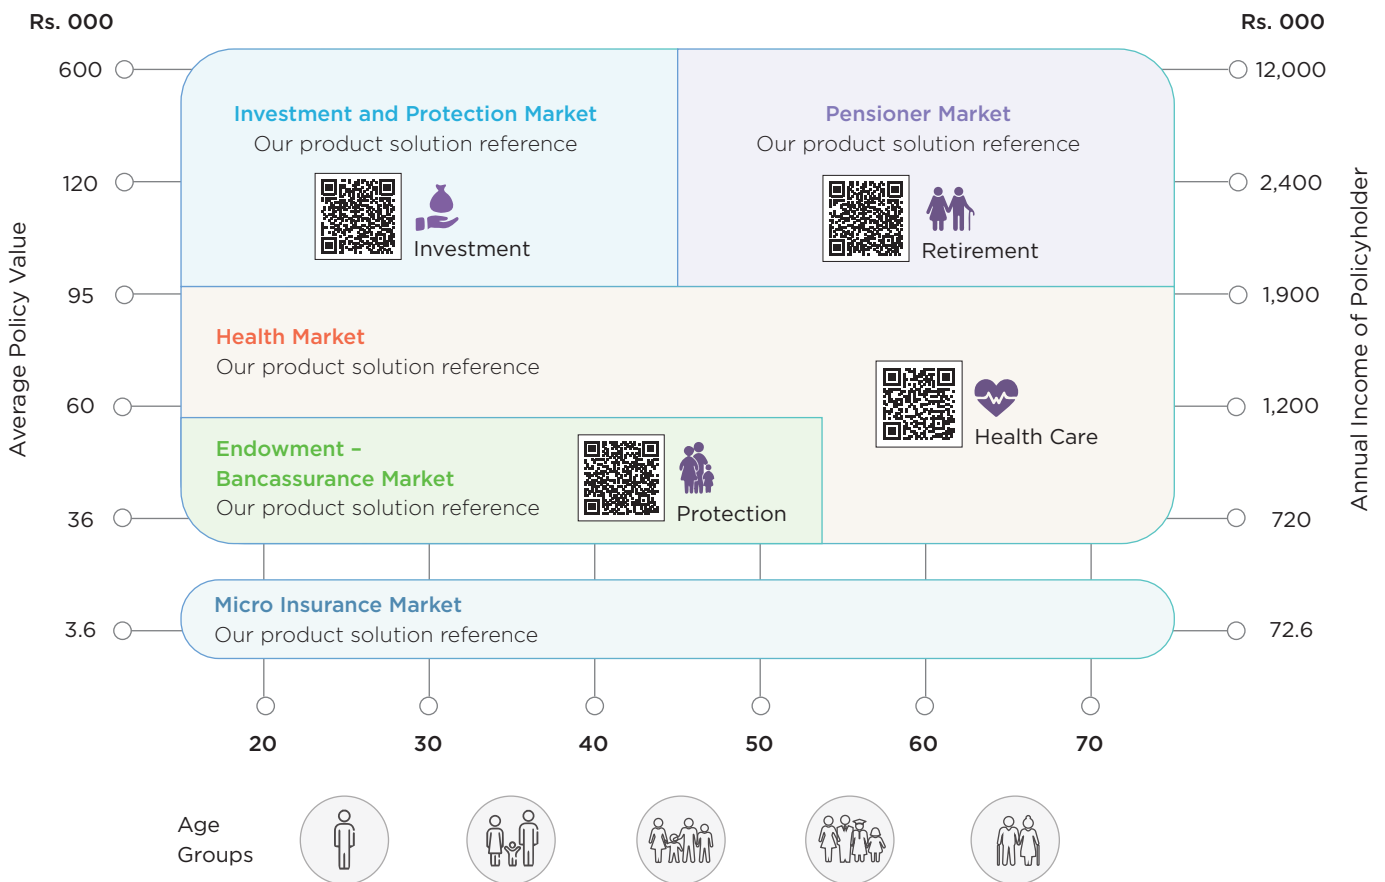 Rs. 000
Rs. 000
600
12,000
Investment and Protection Market
Our product solution reference
Investment
Pensioner Market
Our product solution reference
Retirement
120
2,400
Average Policy Value
Annual Income of Policyholder
95
1,900
Health Market
Our product solution reference
Health Care
60
1,200
Endowment –
Bancassurance Market
Our product solution reference
Protection
36
720
Micro Insurance Market
Our product solution reference
3.6
72.6
20
30
40
50
60
70
Age
Groups